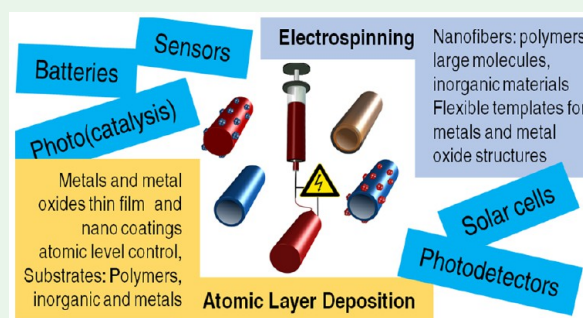 Sensors
Batteries
Photo(catalysis)
Electrospinning
Nanofibers: polymers
large molecules,
inorganic materials
Flexible templates for
metals and metal
oxide structures
Metals and metal
oxides thin film and
nano coatings
atomic level control,
Substrates: Polymers,
inorganic and metals
Atomic Layer Deposition
Solar cells
Photodetectors